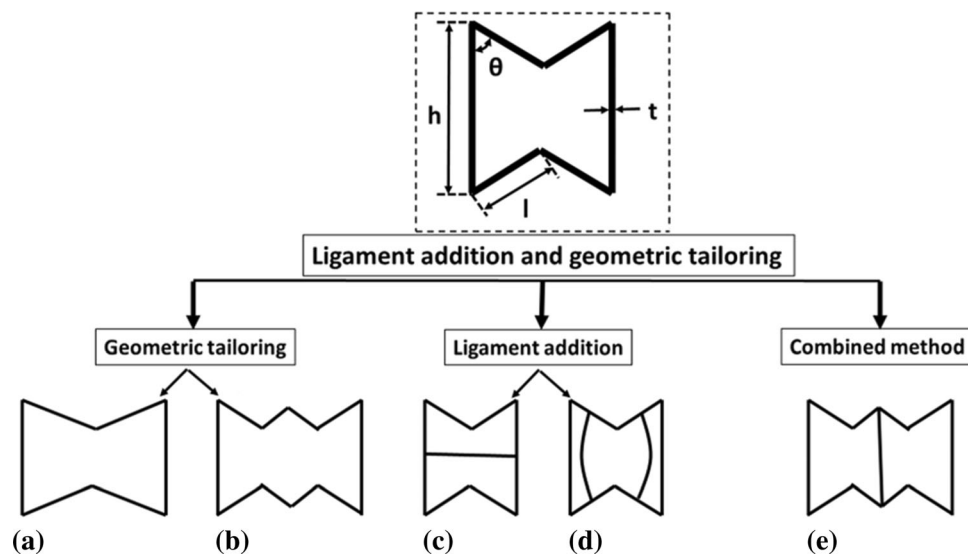 θ
h
t
l
Ligament addition and geometric tailoring
Geometric tailoring
Ligament addition
Combined method
(a)
(b)
(c)
(d)
(e)